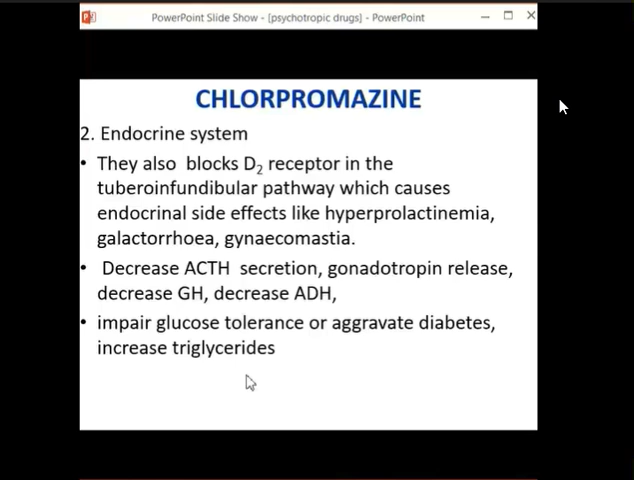 PowerPoint Slide Show - [psychotropic drugs] - PowerPoint
CHLORPROMAZINE
2. Endocrine system
• They also blocks D₂ receptor in the
tuberoinfundibular pathway which causes
endocrinal side effects like hyperprolactinemia,
galactorrhoea, gynaecomastia.
• Decrease ACTH secretion, gonadotropin release,
decrease GH, decrease ADH,
• impair glucose tolerance or aggravate diabetes,
increase triglycerides